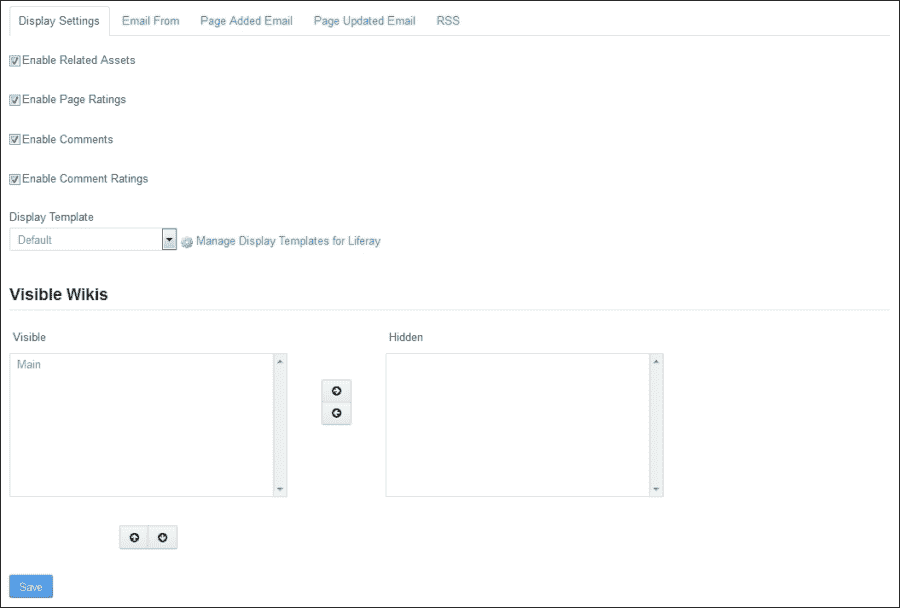 Display Settings Email From Page Added Email Page Updated Email RSS
Enable Related Assets
Enable Page Ratings
Enable Comments
Enable Comment Ratings
Display Template
Default Manage Display Templates for Liferay
Visible Wikis
Visible Hidden
Main
Save